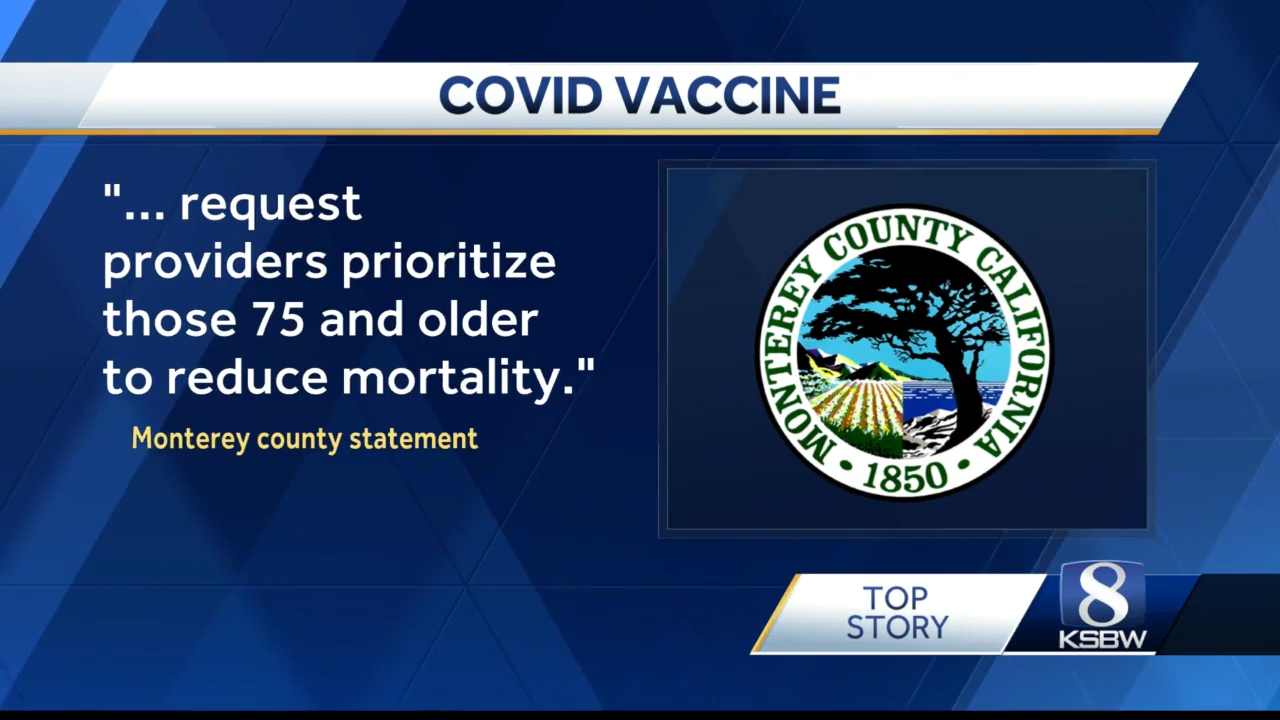 COVID VACCINE
"... request
providers prioritize
those 75 and older
to reduce mortality."
Monterey county statement
MONTEREY COUNTY CALIFORNIA
• 1850 •
TOP
STORY
8
KSBW